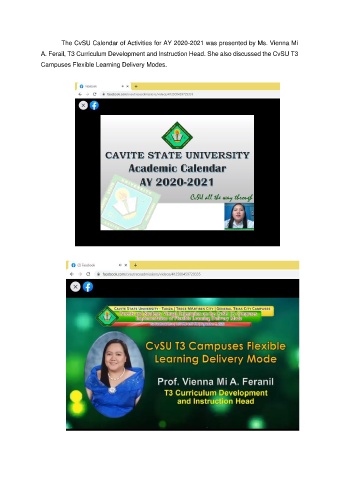 The CvSU Calendar of Activities for AY 2020-2021 was presented by Ms. Vienna Mi
A. Ferail, T3 Curriculum Development and Instruction Head. She also discussed the CvSU T3
Campuses Flexible Learning Delivery Modes.
CAVITE STATE UNIVERSITY
Academic Calendar
AY 2020-2021
CvSU all the way through
Facebook
CAVITE STATE UNIVERSITY - TANZA | TRECE MARTIRES CITY | GENERAL TRIAS CITY CAMPUSES
CvSU T3 Campuses Flexible
Learning Delivery Mode
Prof. Vienna Mi A. Feranil
T3 Curriculum Development
and Instruction Head